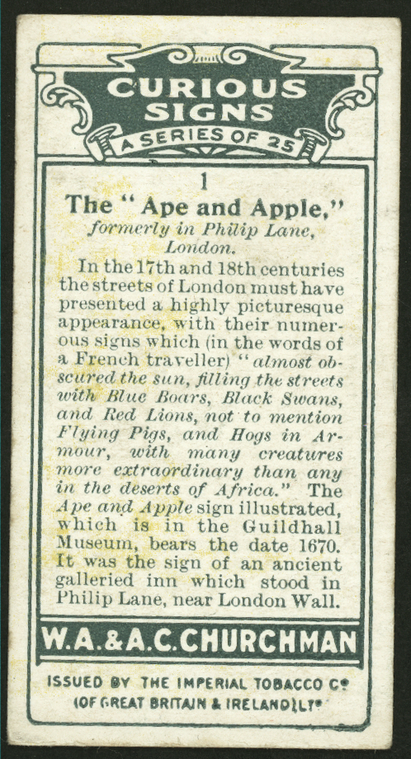 CURIOUS
SIGNS
A SERIES OF 25
1
The "Ape and Apple,"
formerly in Philip Lane,
London.
In the 17th and 18th centuries
the streets of London must have
presented a highly picturesque
appearance, with their numer-
ous signs which (in the words of
a French traveller) "almost ob-
scured the sun, filling the streets
with Blue Boars, Black Swans,
and Red Lions, not to mention
Flying Pigs, and Hogs in Ar-
mour, with many creatures
more extraordinary than any
in the deserts of Africa." The
Ape and Apple sign illustrated,
which is in the Guildhall
Museum, bears the date 1670.
It was the sign of an ancient
galleried inn which stood in
Philip Lane, near London Wall.
W.A. & A.C. CHURCHMAN
ISSUED BY THE IMPERIAL TOBACCO Co.
(OF GREAT BRITAIN & IRELAND) LTD